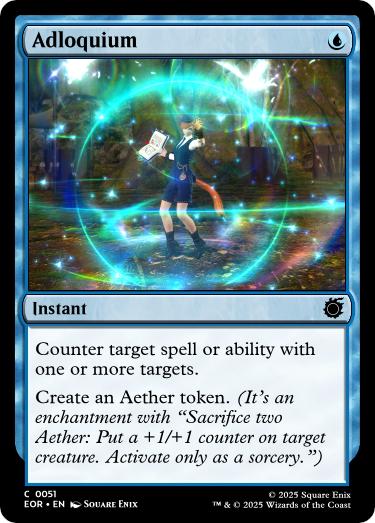 Adloquium
Instant
Counter target spell or ability with
one or more targets.
Create an Aether token. (It's an
enchantment with “Sacrifice two
Aether: Put a +1/+1 counter on target
creature. Activate only as a sorcery.”)
C 0051
EOR • EN SQUARE ENIX
© 2025 Square Enix
™ & © 2025 Wizards of the Coast